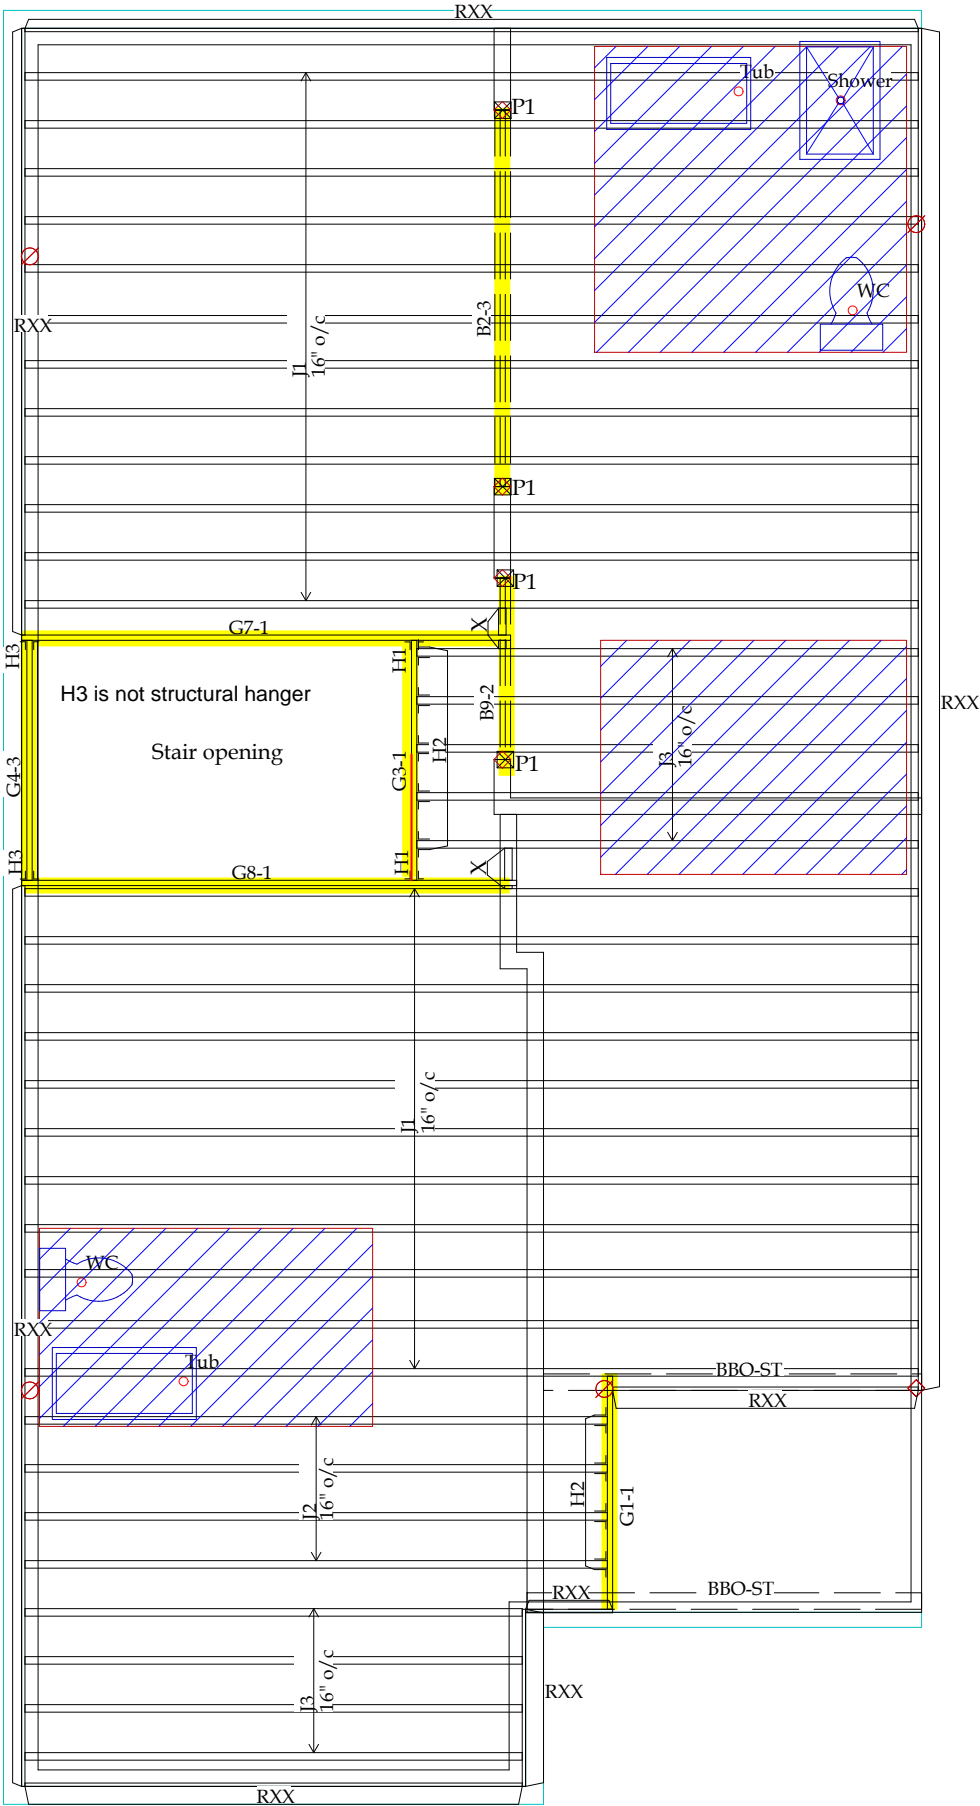 RXX
Tub
Shower
P1
WC
RXX
B2-3
J1
16" o/c
P1
P1
G7-1
X
H3
H1
H3 is not structural hanger
RXX
B9-2
H2
J3
16" o/c
Stair opening
G4-3
G3-1
P1
H3
H1
X
G8-1
J1
16" o/c
WC
RXX
Tub
BBO-ST
RXX
J2
16" o/c
H2
G1-1
BBO-ST
RXX
J3
16" o/c
RXX
RXX